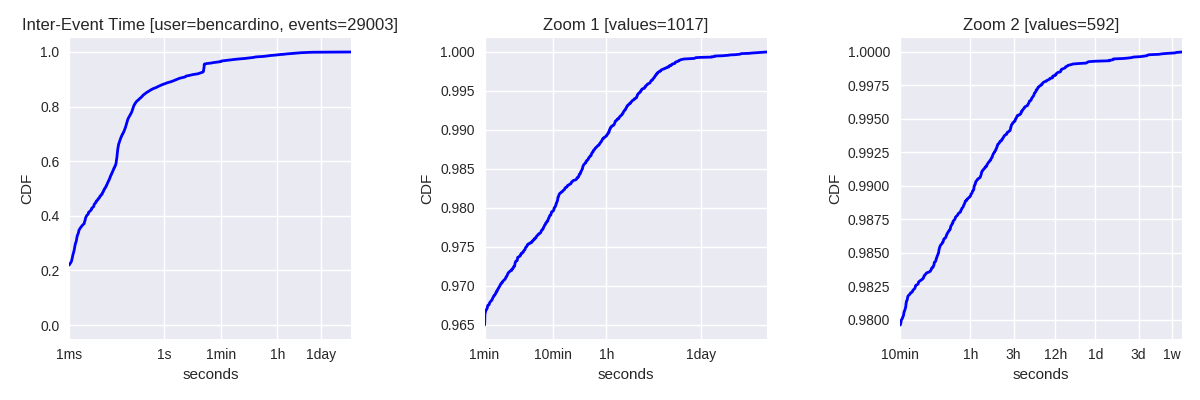 Inter-Event Time [user=bencardino, events=29003]
1.0
0.8
0.6
0.4
0.2
0.0
CDF
1ms 1s 1min 1h 1day
seconds
Zoom 1 [values=1017]
1.000
0.995
0.990
0.985
0.980
0.975
0.970
0.965
CDF
1min 10min 1h 1day
seconds
Zoom 2 [values=592]
1.0000
0.9975
0.9950
0.9925
0.9900
0.9875
0.9850
0.9825
0.9800
CDF
10min 1h 3h 12h 1d 3d 1w
seconds